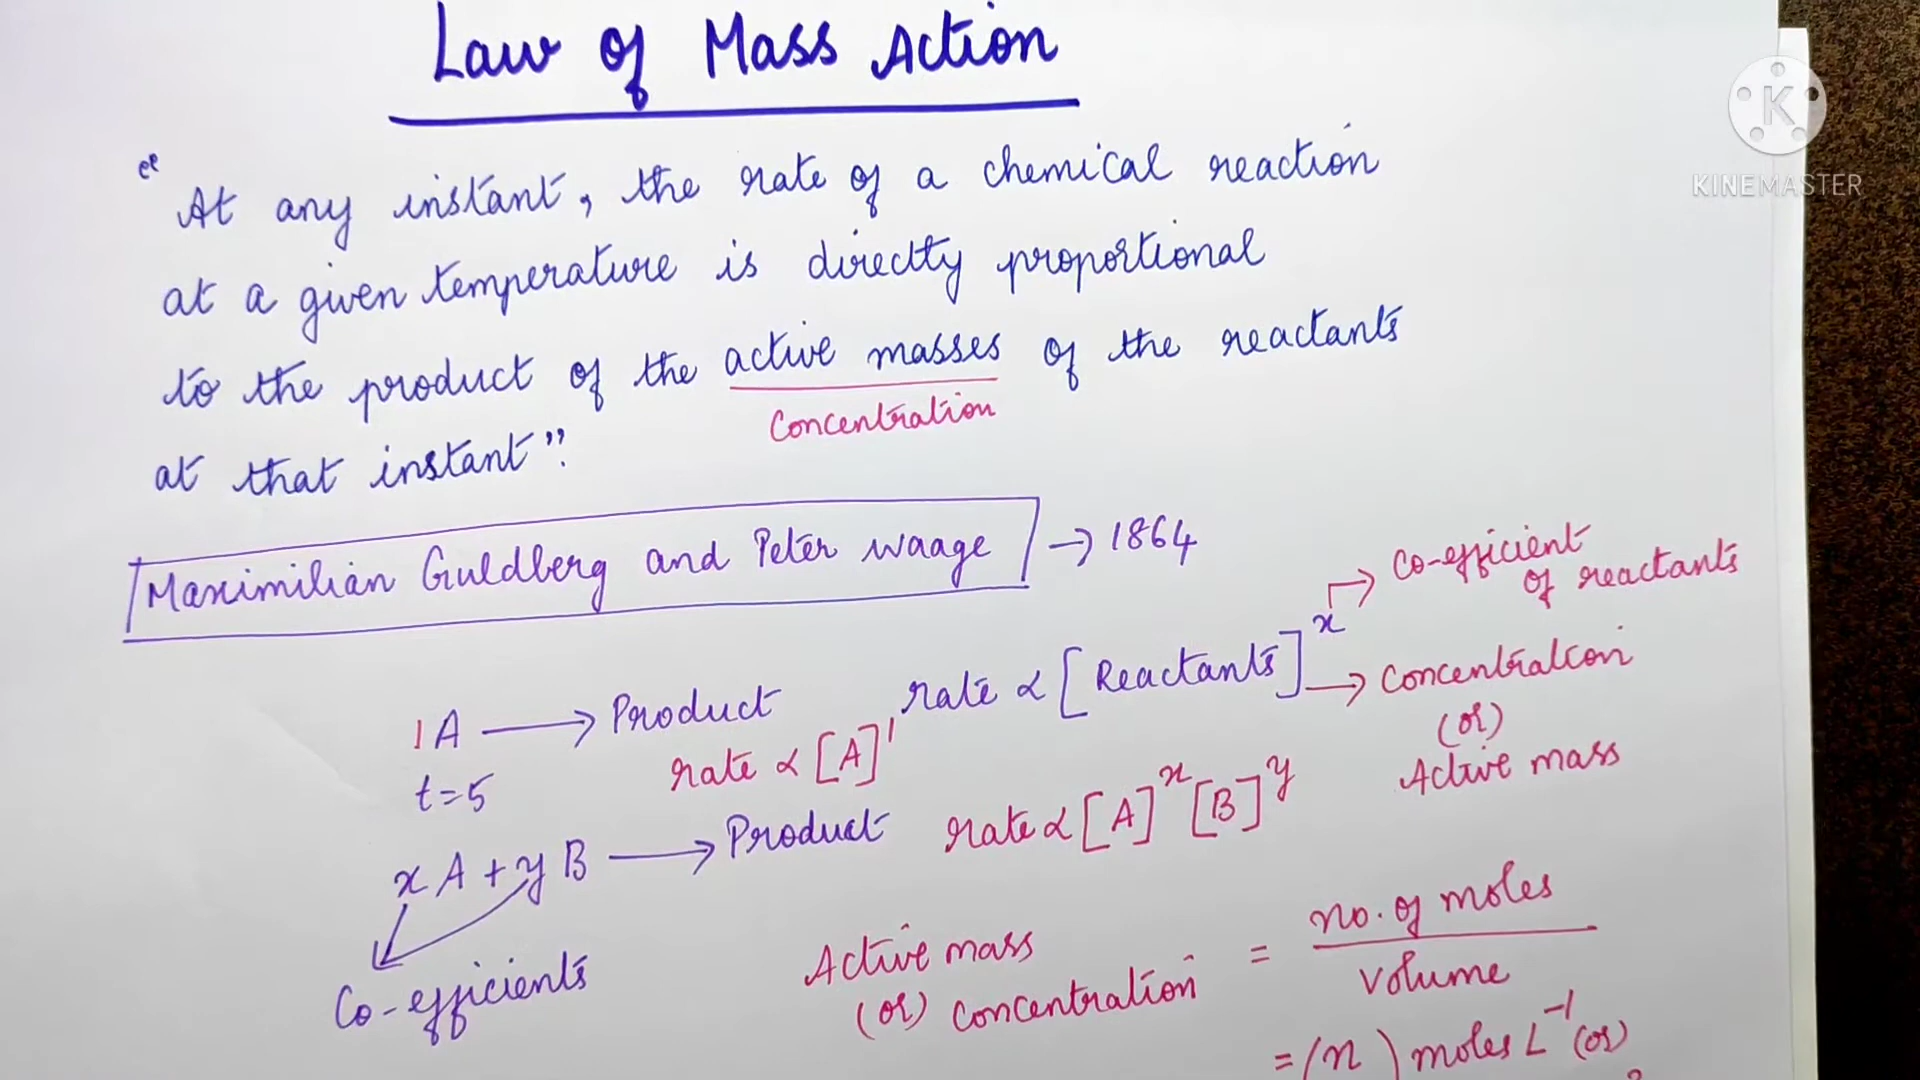 Law of Mass Action
K
KINEMASTER
"At any instant, the rate of a chemical reaction
at a given temperature is directly proportional
to the product of the active masses of the reactants
Concentration
at that instant".
Maximilian Guldberg and Peter waage → 1864
Co-efficient
of reactants
1A → Product rate ∝ [Reactants]^x → Concentration
(or)
Active mass
t=5 rate ∝ [A]^1
xA + yB → Product rate ∝ [A]^x [B]^y
Co-efficients
Active mass
(or) concentration = no. of moles
volume
= (n ) moles L^-1 (or)